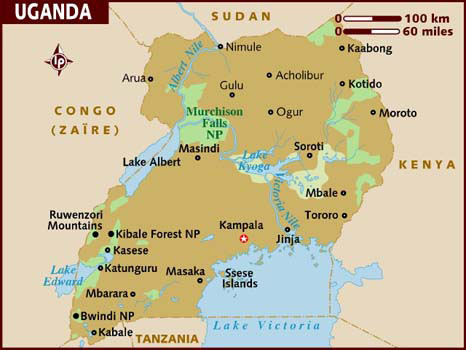 UGANDA
SUDAN
100 km
60 miles
LP
Nimule
Kaabong
Albert Nile
Arua
Acholibur
Gulu
Kotido
CONGO
(ZAÏRE)
Murchison
Falls
NP
Ogur
Moroto
Masindi
Lake Albert
Lake
Kyoga
Soroti
KENYA
Victoria Nile
Mbale
Ruwenzori
Mountains
Kibale Forest NP
Kampala
Tororo
Jinja
Kasese
Katunguru
Lake
Edward
Masaka
Ssese
Islands
Mbarara
Bwindi NP
Kabale
TANZANIA
Lake Victoria